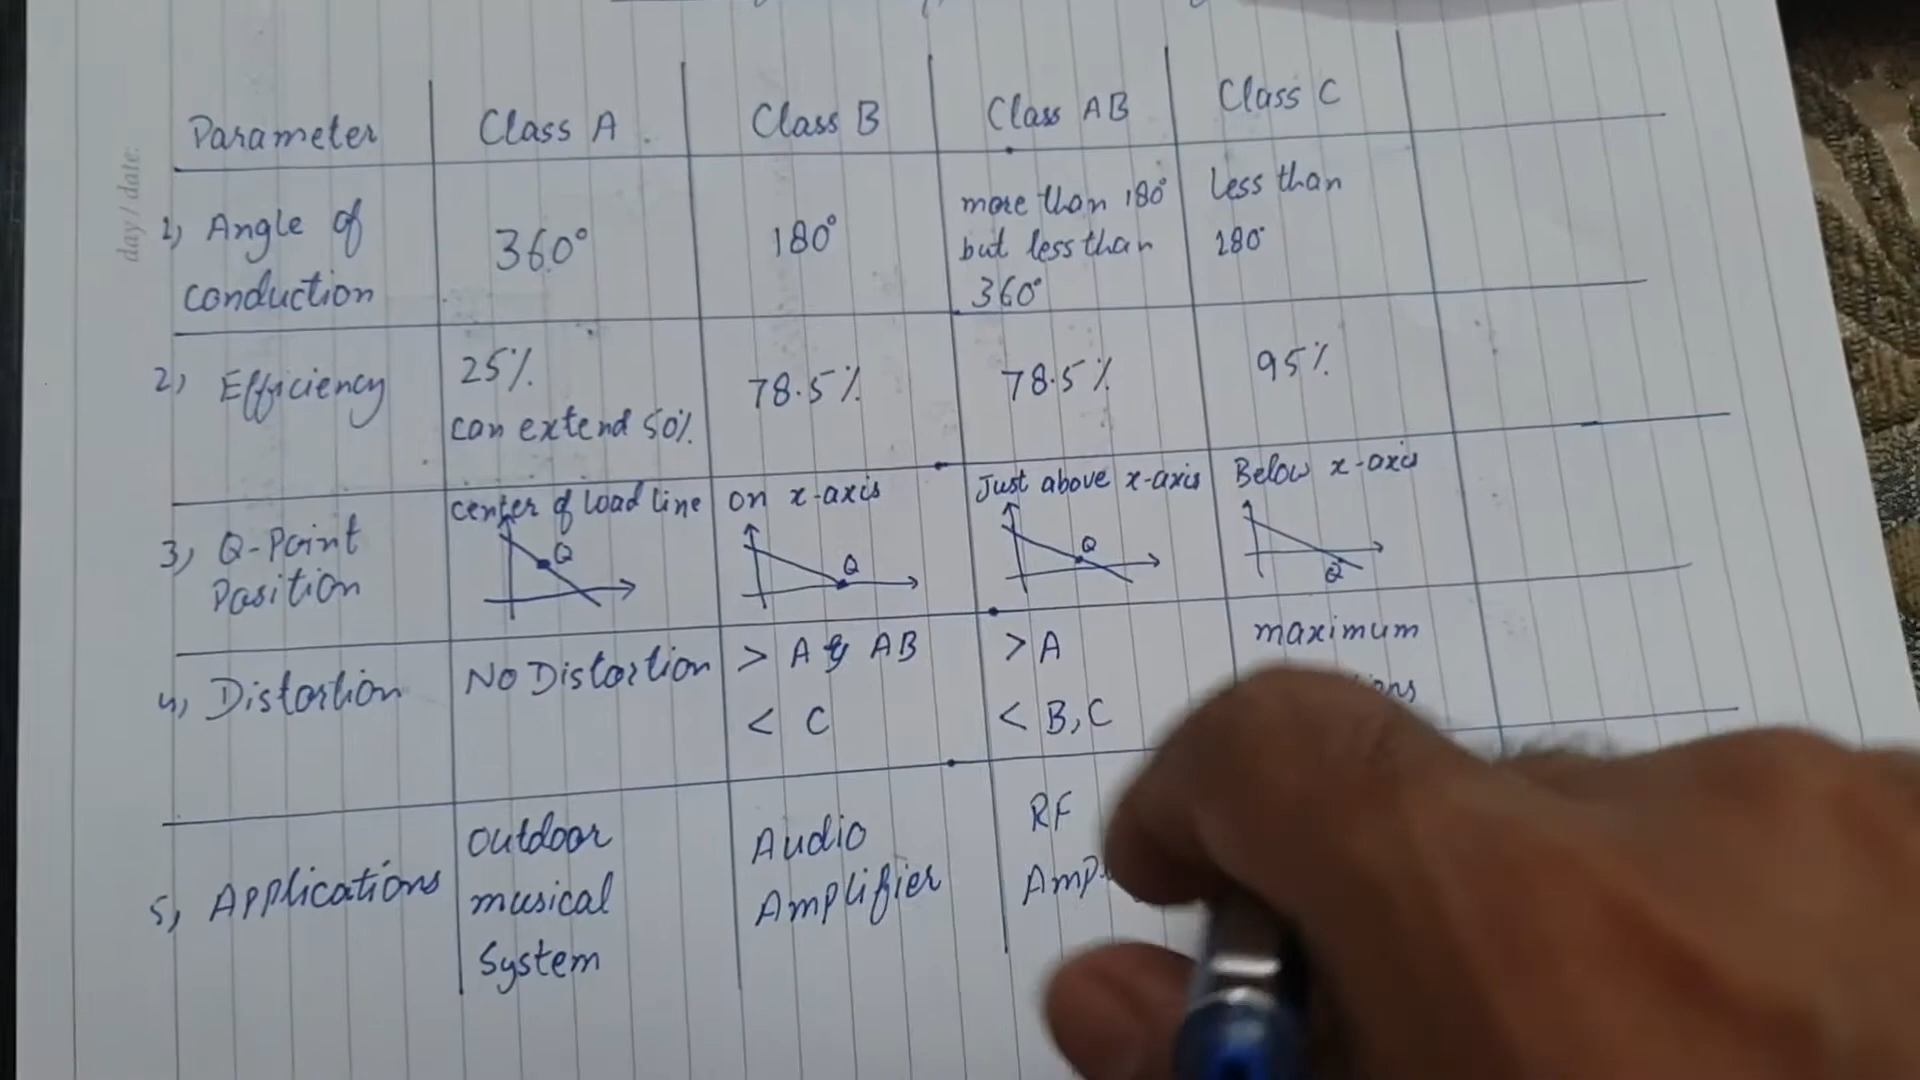 day / date:
Parameter
Class A
Class B
Class AB
Class C
1) Angle of
conduction
360°
180°
more than 180°
but less than
360°
Less than
180°
2) Efficiency
25%
can extend 50%
78.5%
78.5%
95%
3) Q-Point
Position
center of load line
Q
on x-axis
Q
Just above x-axis
Q
Below x-axis
Q
4) Distortion
No Distortion
> A & AB
< C
> A
< B, C
maximum
5) Applications
outdoor
musical
System
Audio
Amplifier
RF